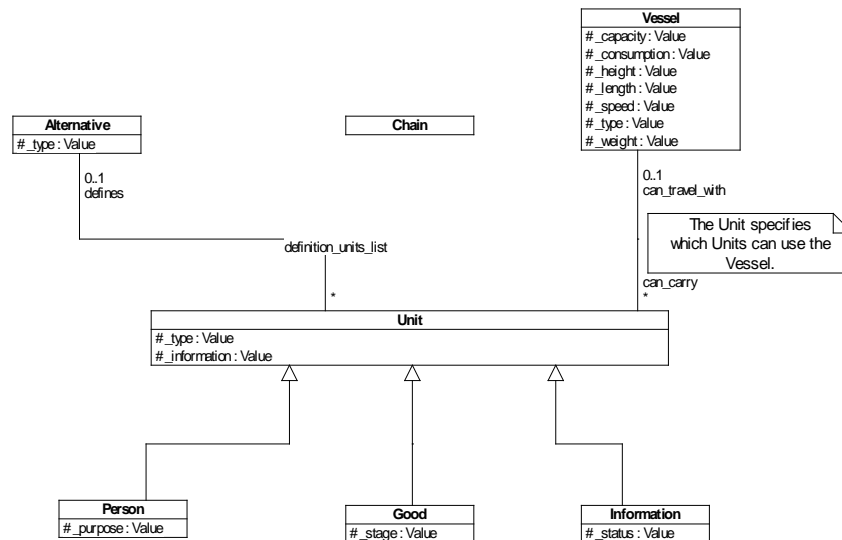 Vessel
# _capacity : Value
# _consumption : Value
# _height : Value
# _length : Value
# _speed : Value
# _type : Value
# _weight : Value
Alternative
# _type : Value
Chain
0..1
defines
0..1
can_travel_with
The Unit specifies
which Units can use the
Vessel.
definition_units_list
*
can_carry
*
Unit
# _type : Value
# _information : Value
Person
# _purpose : Value
Good
# _stage : Value
Information
# _status : Value